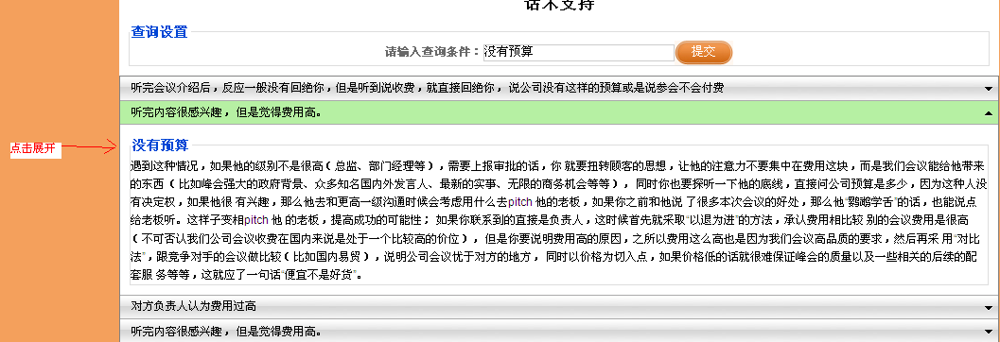 话术支持
查询设置
请输入查询条件：没有预算 提交
听完会议介绍后，反应一般没有回绝你，但是听到说收费，就直接回绝你， 说公司没有这样的预算或是说参会不会付费
听完内容很感兴趣， 但是觉得费用高。
点击展开
没有预算
遇到这种情况，如果他的级别不是很高（ 总监、部门经理等），需要上报审批的话，你 就要扭转顾客的思想，让他的注意力不要集中在费用这块，而是我们会议能给他带来
的东西（ 比如峰会强大的政府背景、众多知名国内外发言人、最新的实事、无限的商务机会等等）， 同时你也要探听一下他的底线，直接问公司预算是多少，因为这种人没
有决定权，如果他很 有兴趣，那么他去和更高一级沟通时候会考虑用什么去pitch 他的老板，如果你之前和他说 了很多本次会议的好处，那么他“鹦鹉学舌”的话，也能说点
给老板听。这样子变相pitch 他 的老板，提高成功的可能性； 如果你联系到的直接是负责人，这时候首先就采取“以退为进”的方法，承认费用相比较 别的会议费用是很高
（ 不可否认我们公司会议收费在国内来说是处于一个比较高的价位）， 但是你要说明费用高的原因，之所以费用这么高也是因为我们会议高品质的要求，然后再采 用“对比
法”，跟竞争对手的会议做比较（ 比如国内易贸），说明公司会议优于对方的地方， 同时以价格为切入点，如果价格低的话就很难保证峰会的质量以及一些相关的后续的配
套服 务等等，这就应了一句话“便宜不是好货”。
对方负责人认为费用过高
听完内容很感兴趣， 但是觉得费用高。